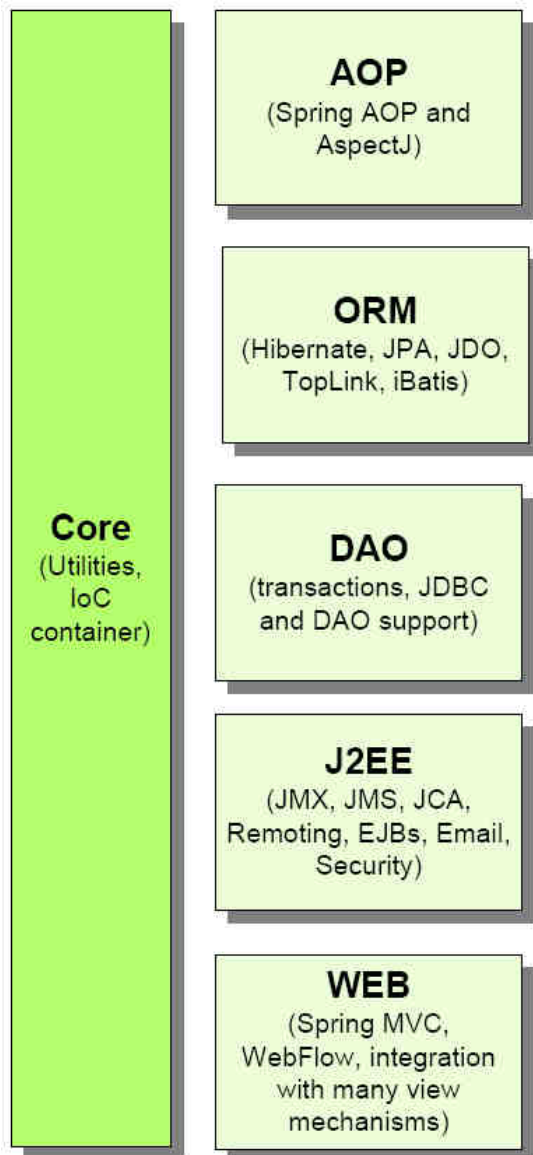 Core
(Utilities,
IoC
container)
AOP
(Spring AOP and
AspectJ)
ORM
(Hibernate, JPA, JDO,
TopLink, iBatis)
DAO
(transactions, JDBC
and DAO support)
J2EE
(JMX, JMS, JCA,
Remoting, EJBs, Email,
Security)
WEB
(Spring MVC,
WebFlow, integration
with many view
mechanisms)